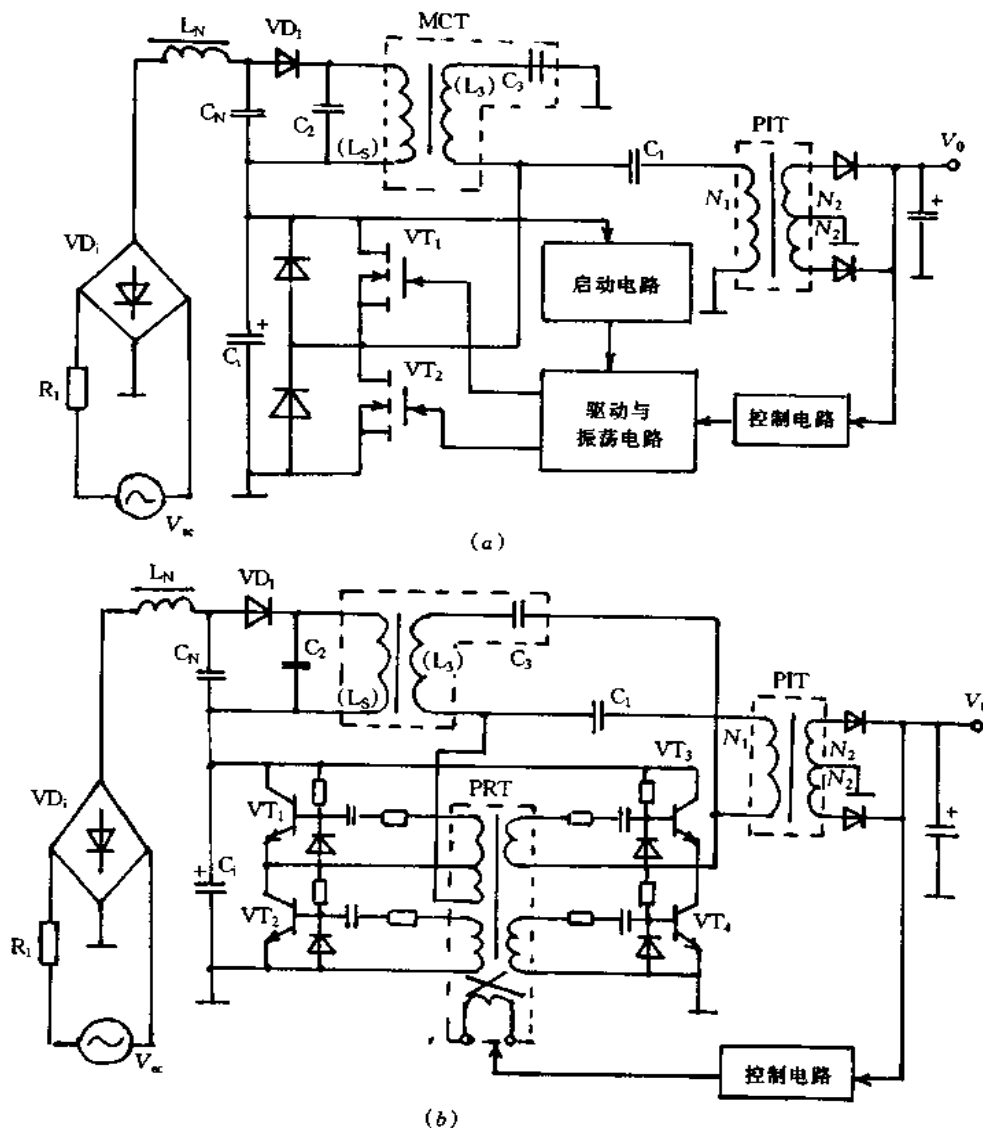 L_N
VD_1
MCT
(L_3)
C_3
C_N
C_2
(L_S)
C_1
PIT
V_0
N_1
N_2
N_2
VD_i
VT_1
启动电路
C_i
+
+
VT_2
R_1
驱动与
振荡电路
控制电路
V_ac
(a)
L_N
VD_1
C_N
C_2
(L_3)
C_3
(L_S)
C_1
PIT
N_1
N_2
N_2
VT_3
PRT
VD_i
VT_1
+
C_i
+
VT_2
VT_4
R_1
V_ac
控制电路
(b)